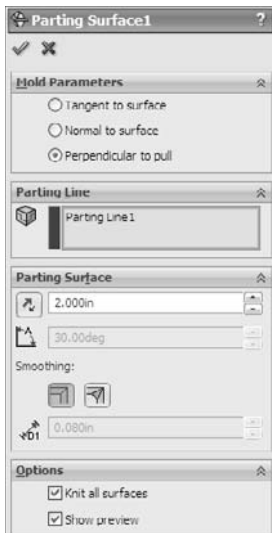 Parting Surface1 ?
Mold Parameters
Tangent to surface
Normal to surface
Perpendicular to pull
Parting Line
Parting Line1
Parting Surface
2.000in
30.00deg
Smoothing:
D1 0.080in
Options
Knit all surfaces
Show preview